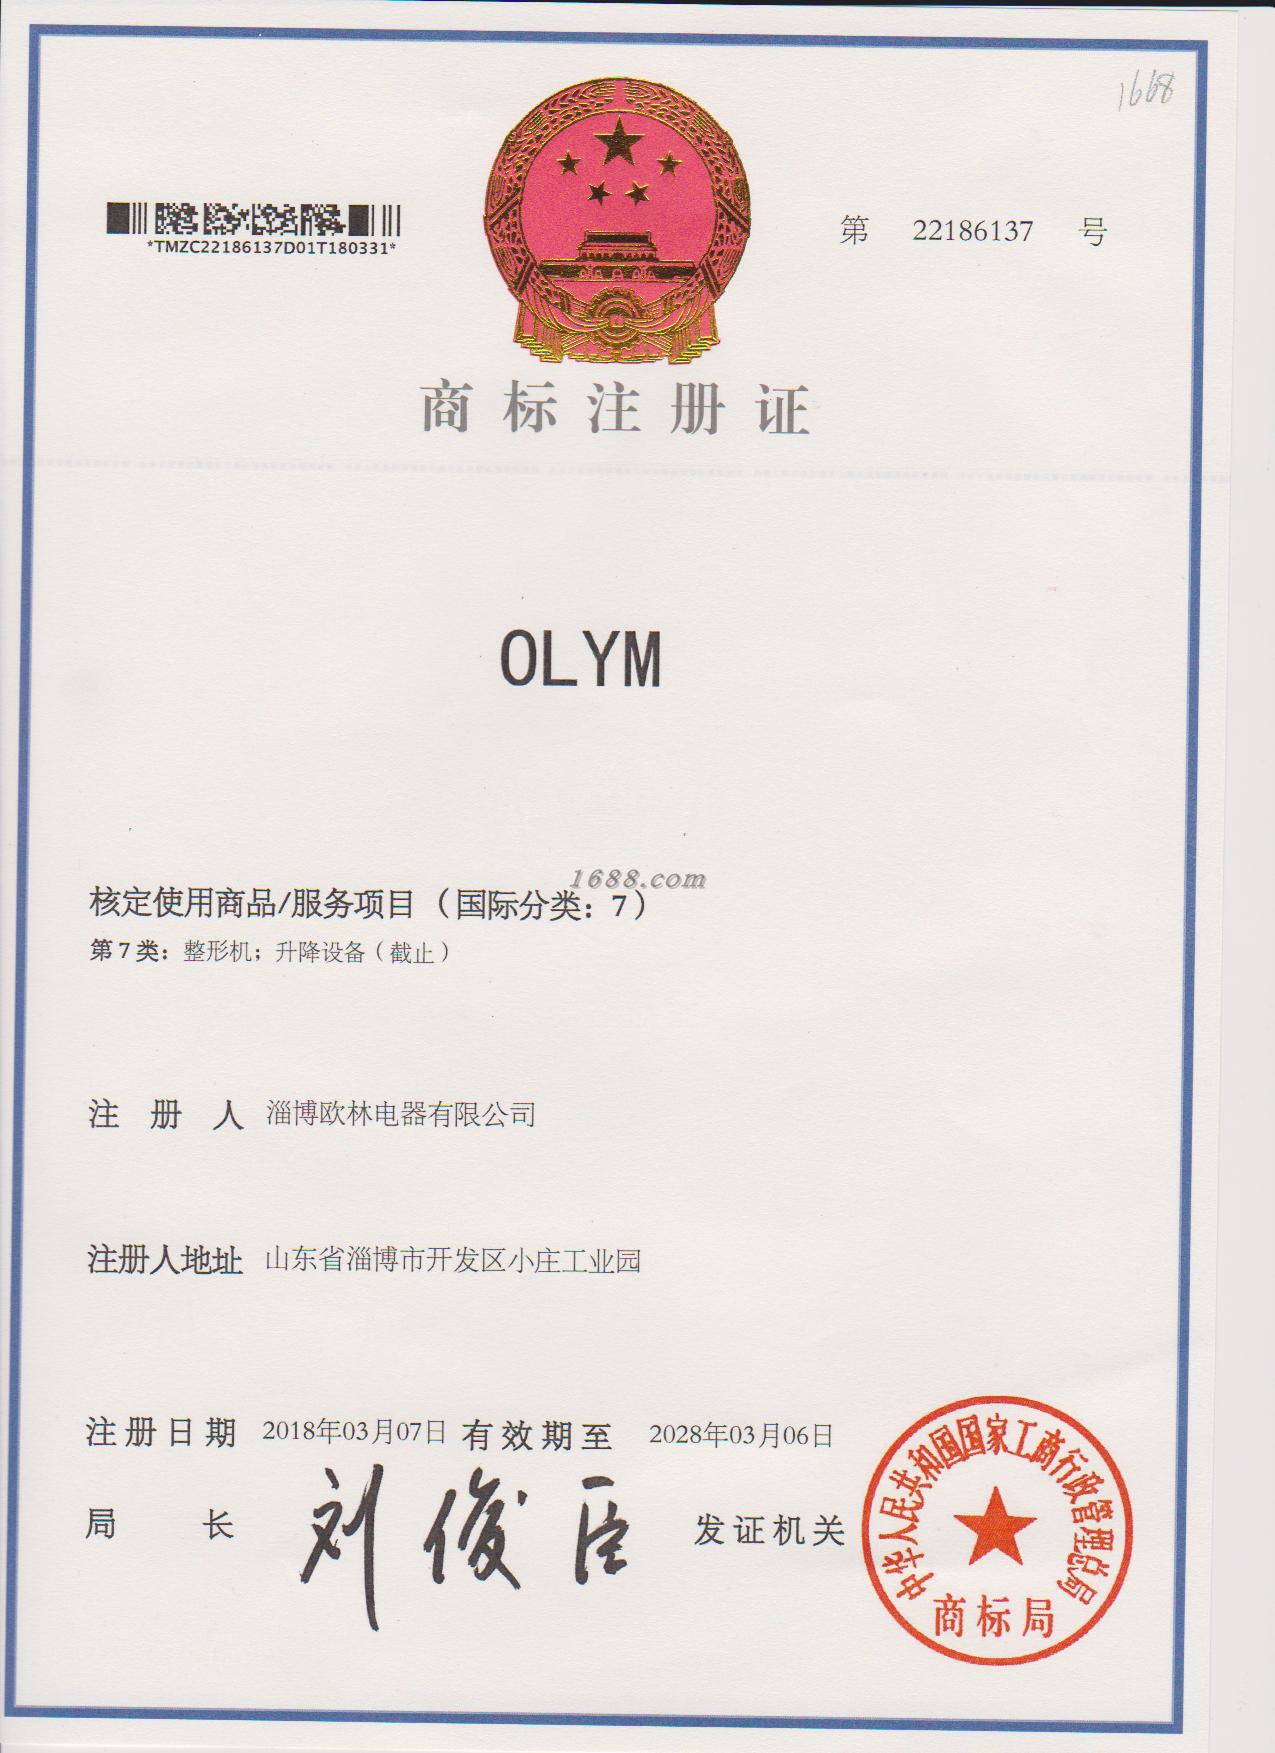 1668
*TMZC22186137D01T180331*
第 22186137 号
商标注册证
OLYM
1688.com
核定使用商品/服务项目（国际分类：7）
第7类：整形机；升降设备（截止）
注册人 淄博欧林电器有限公司
注册人地址 山东省淄博市开发区小庄工业园
注册日期 2018年03月07日 有效期至 2028年03月06日
局长 刘俊臣 发证机关
中华人民共和国国家工商行政管理总局
商标局